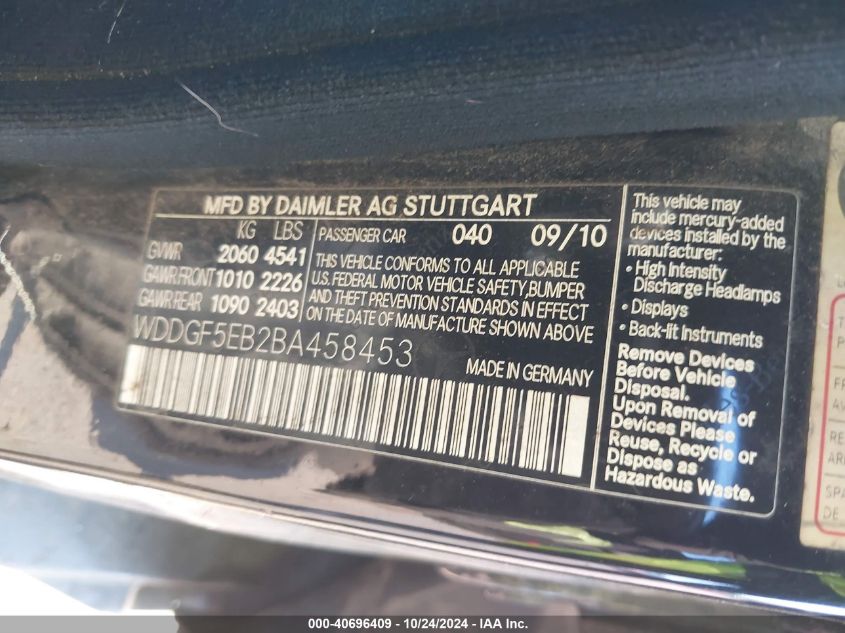 MFD BY DAIMLER AG STUTTGART
KG LBS
GVWR 2060 4541
GAWR FRONT 1010 2226
GAWR REAR 1090 2403
PASSENGER CAR 040 09/10
THIS VEHICLE CONFORMS TO ALL APPLICABLE
U.S. FEDERAL MOTOR VEHICLE SAFETY, BUMPER
AND THEFT PREVENTION STANDARDS IN EFFECT
ON THE DATE OF MANUFACTURE SHOWN ABOVE
WDDGF5EB2BA458453
MADE IN GERMANY
This vehicle may
include mercury-added
devices installed by the
manufacturer:
• High Intensity
Discharge Headlamps
• Displays
• Back-lit Instruments
Remove Devices
Before Vehicle
Disposal.
Upon Removal of
Devices Please
Reuse, Recycle or
Dispose as
Hazardous Waste.
SPA
DE
000-40696409 - 10/24/2024 - IAA Inc.